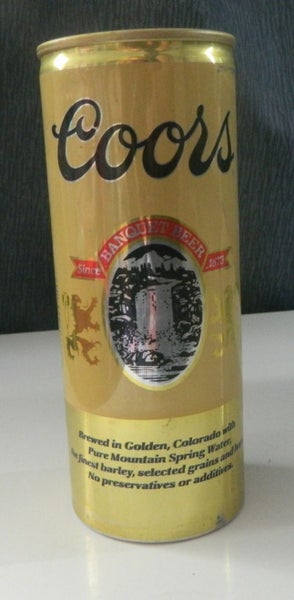 Coors
BANQUET BEER
Since 1873
Brewed in Golden, Colorado with
Pure Mountain Spring Water,
finest barley, selected grains and
No preservatives or additives.